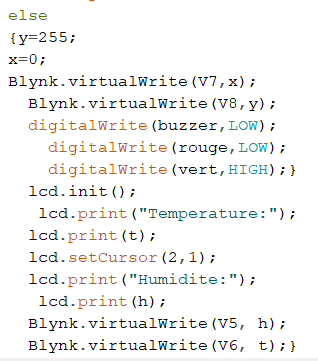 else
{y=255;
x=0;
Blynk.virtualWrite(V7,x);
Blynk.virtualWrite(V8,y);
digitalWrite(buzzer,LOW);
digitalWrite(rouge,LOW);
digitalWrite(vert,HIGH);}
lcd.init();
lcd.print("Temperature:");
lcd.print(t);
lcd.setCursor(2,1);
lcd.print("Humidite:");
lcd.print(h);
Blynk.virtualWrite(V5, h);
Blynk.virtualWrite(V6, t);}